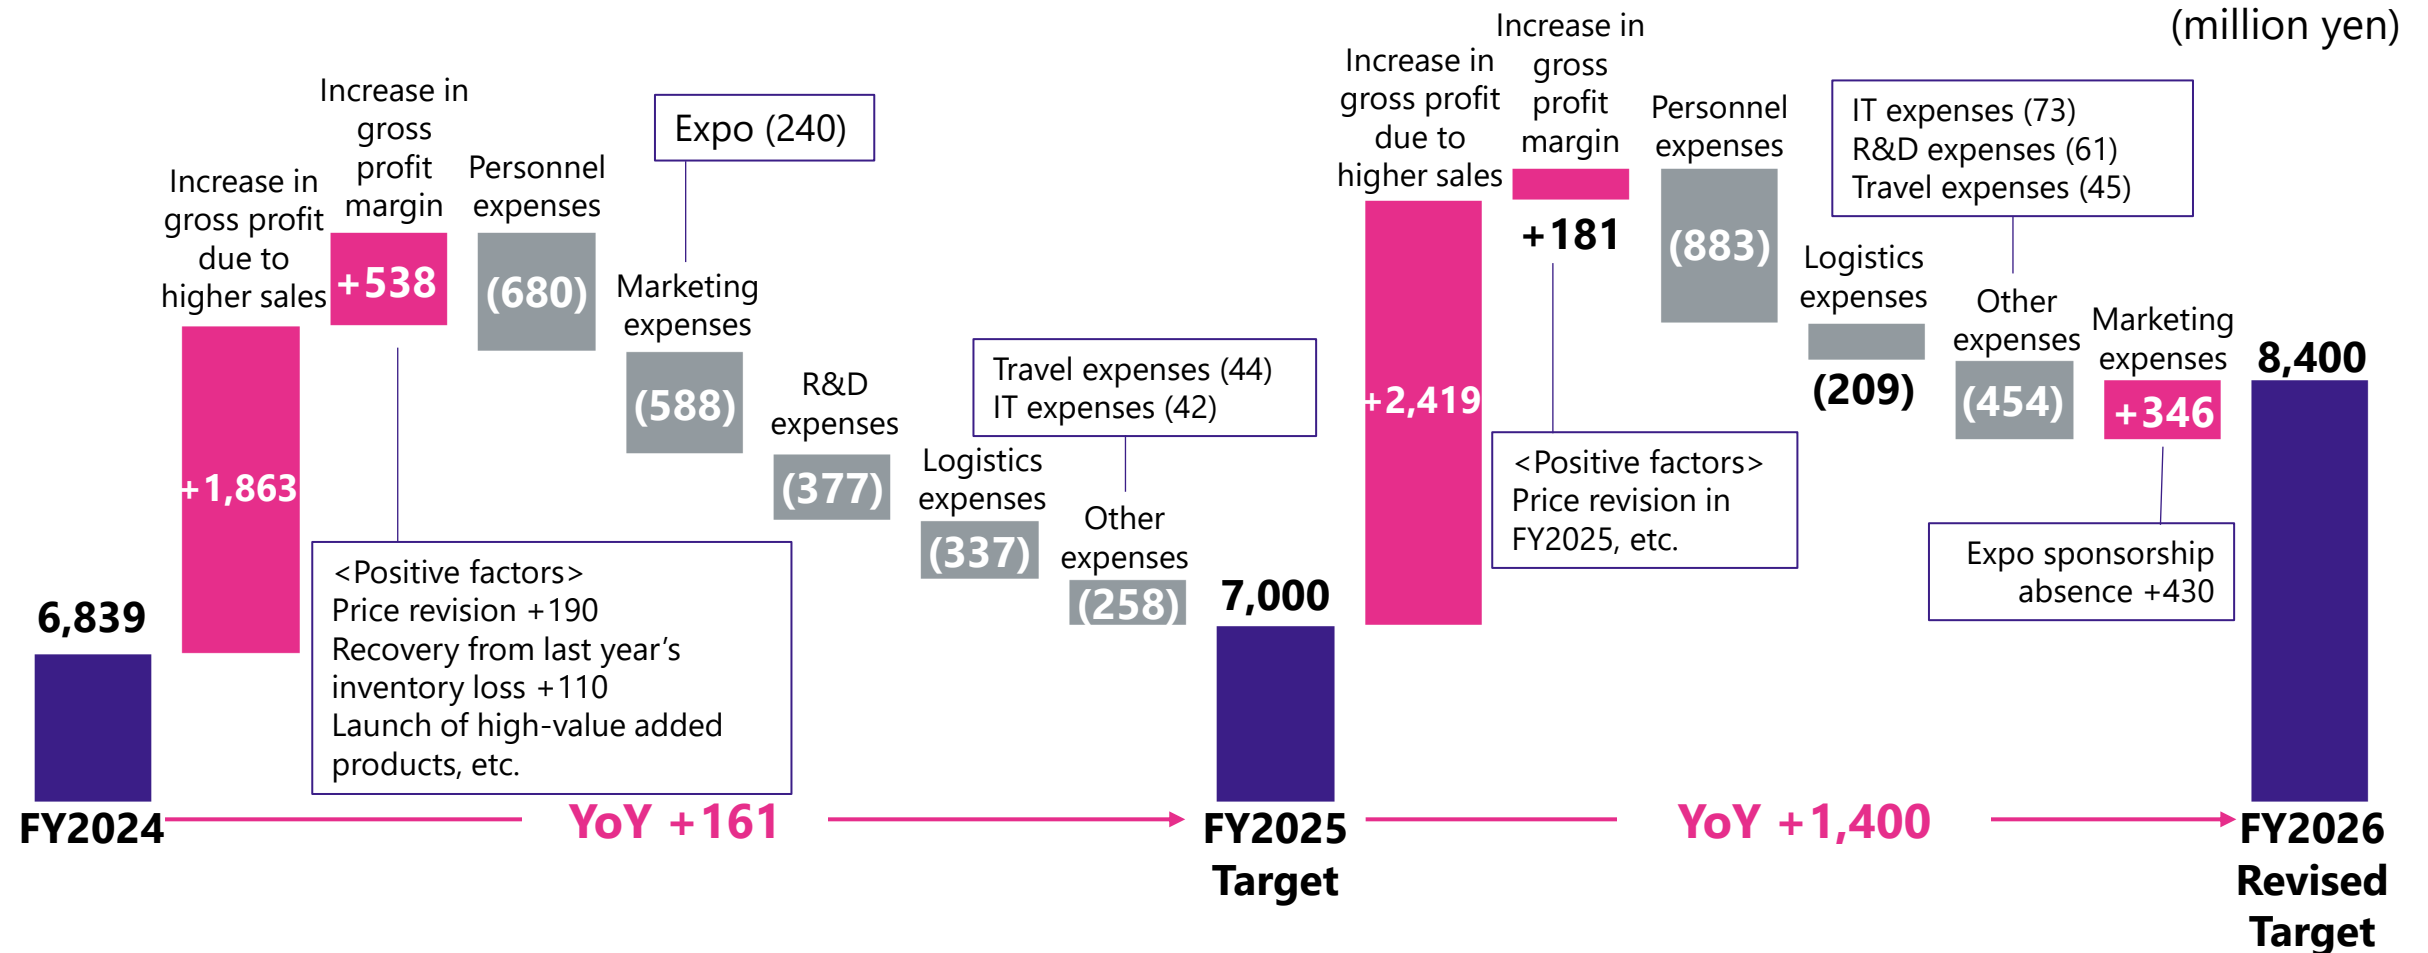 (million yen)
Increase in
gross
profit
margin
Increase in
gross profit
due to
higher sales
Personnel
expenses
Expo (240)
+538
(680)
Marketing
expenses
+1,863
(588)
R&D
expenses
(377)
Logistics
expenses
(337)
Travel expenses (44)
IT expenses (42)
Other
expenses
(258)
<Positive factors>
Price revision +190
Recovery from last year’s
inventory loss +110
Launch of high-value added
products, etc.
6,839
7,000
Increase in
gross profit
due to
higher sales
Increase in
gross
profit
margin
Personnel
expenses
IT expenses (73)
R&D expenses (61)
Travel expenses (45)
+2,419
+181
(883)
Logistics
expenses
(209)
Other
expenses
(454)
Marketing
expenses
+346
8,400
<Positive factors>
Price revision in
FY2025, etc.
Expo sponsorship
absence +430
FY2024
YoY +161
FY2025
Target
YoY +1,400
FY2026
Revised
Target